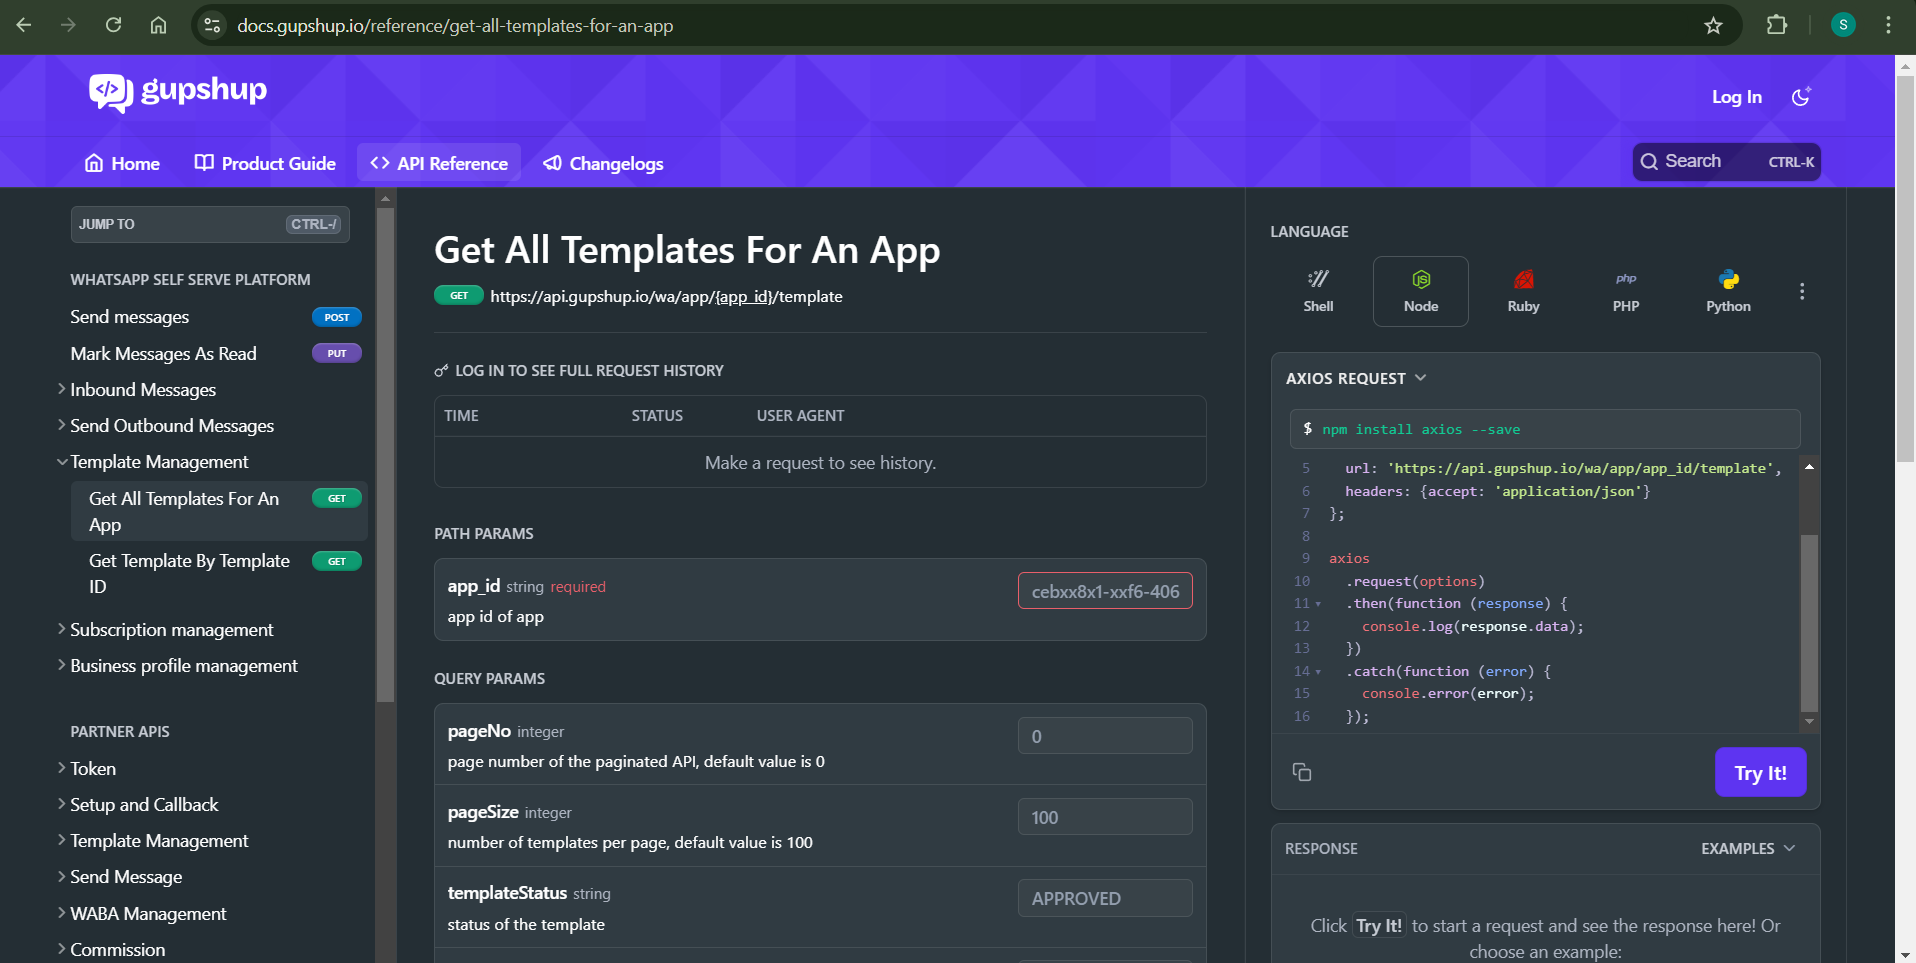 docs.gupshup.io/reference/get-all-templates-for-an-app
S
</> gupshup
Log In
Home
Product Guide
<> API Reference
Changelogs
Search CTRL-K
JUMP TO CTRL-/
WHATSAPP SELF SERVE PLATFORM
Send messages POST
Mark Messages As Read PUT
Inbound Messages
Send Outbound Messages
Template Management
Get All Templates For An GET
App
Get Template By Template GET
ID
Subscription management
Business profile management
PARTNER APIS
Token
Setup and Callback
Template Management
Send Message
WABA Management
Commission
Get All Templates For An App
GET https://api.gupshup.io/wa/app/{app_id}/template
LOG IN TO SEE FULL REQUEST HISTORY
TIME STATUS USER AGENT
Make a request to see history.
PATH PARAMS
app_id string required
cebxx8x1-xxf6-406
app id of app
QUERY PARAMS
pageNo integer
0
page number of the paginated API, default value is 0
pageSize integer
100
number of templates per page, default value is 100
templateStatus string
APPROVED
status of the template
LANGUAGE
Shell
JS
Node
Ruby
php
PHP
Python
AXIOS REQUEST
$ npm install axios --save
5 url: 'https://api.gupshup.io/wa/app/app_id/template',
6 headers: {accept: 'application/json'}
7 };
8
9 axios
10 .request(options)
11 .then(function (response) {
12 console.log(response.data);
13 })
14 .catch(function (error) {
15 console.error(error);
16 });
Try It!
RESPONSE EXAMPLES
Click Try It! to start a request and see the response here! Or
choose an example: